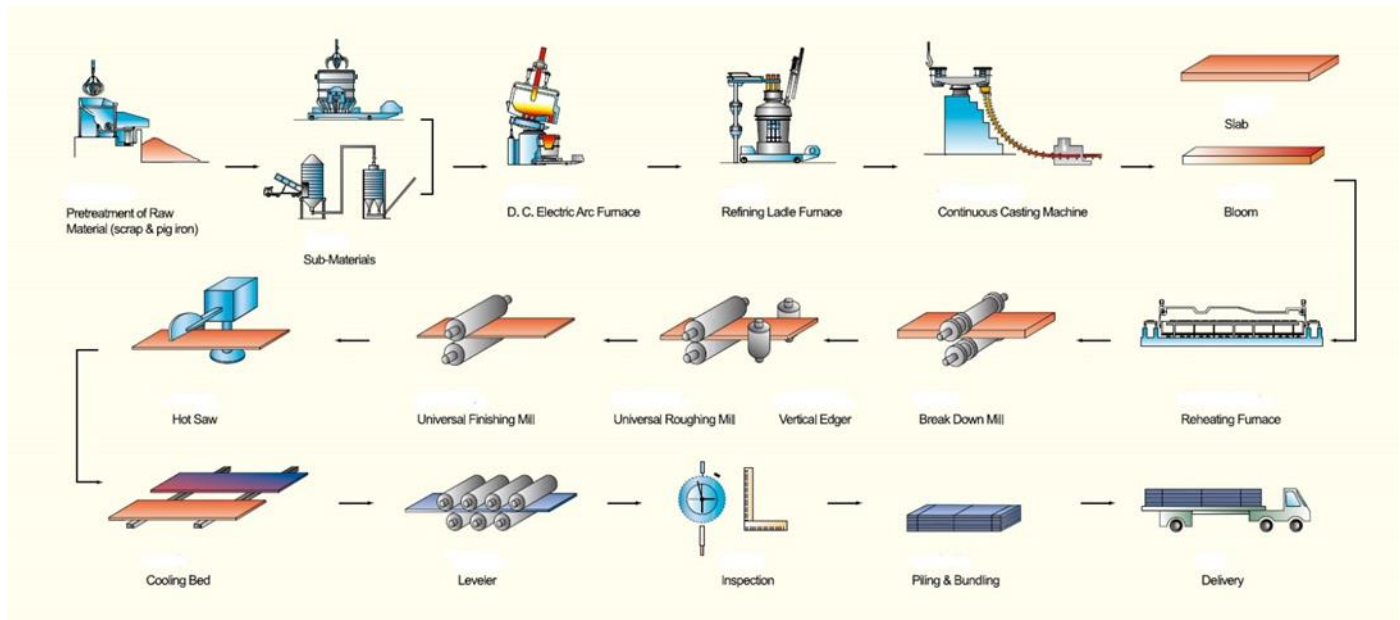 Pretreatment of Raw
Material (scrap & pig iron)
Sub-Materials
D. C. Electric Arc Furnace
Refining Ladle Furnace
Continuous Casting Machine
Slab
Bloom
Hot Saw
Universal Finishing Mill
Universal Roughing Mill
Vertical Edger
Break Down Mill
Reheating Furnace
Cooling Bed
Leveler
Inspection
Piling & Bundling
Delivery